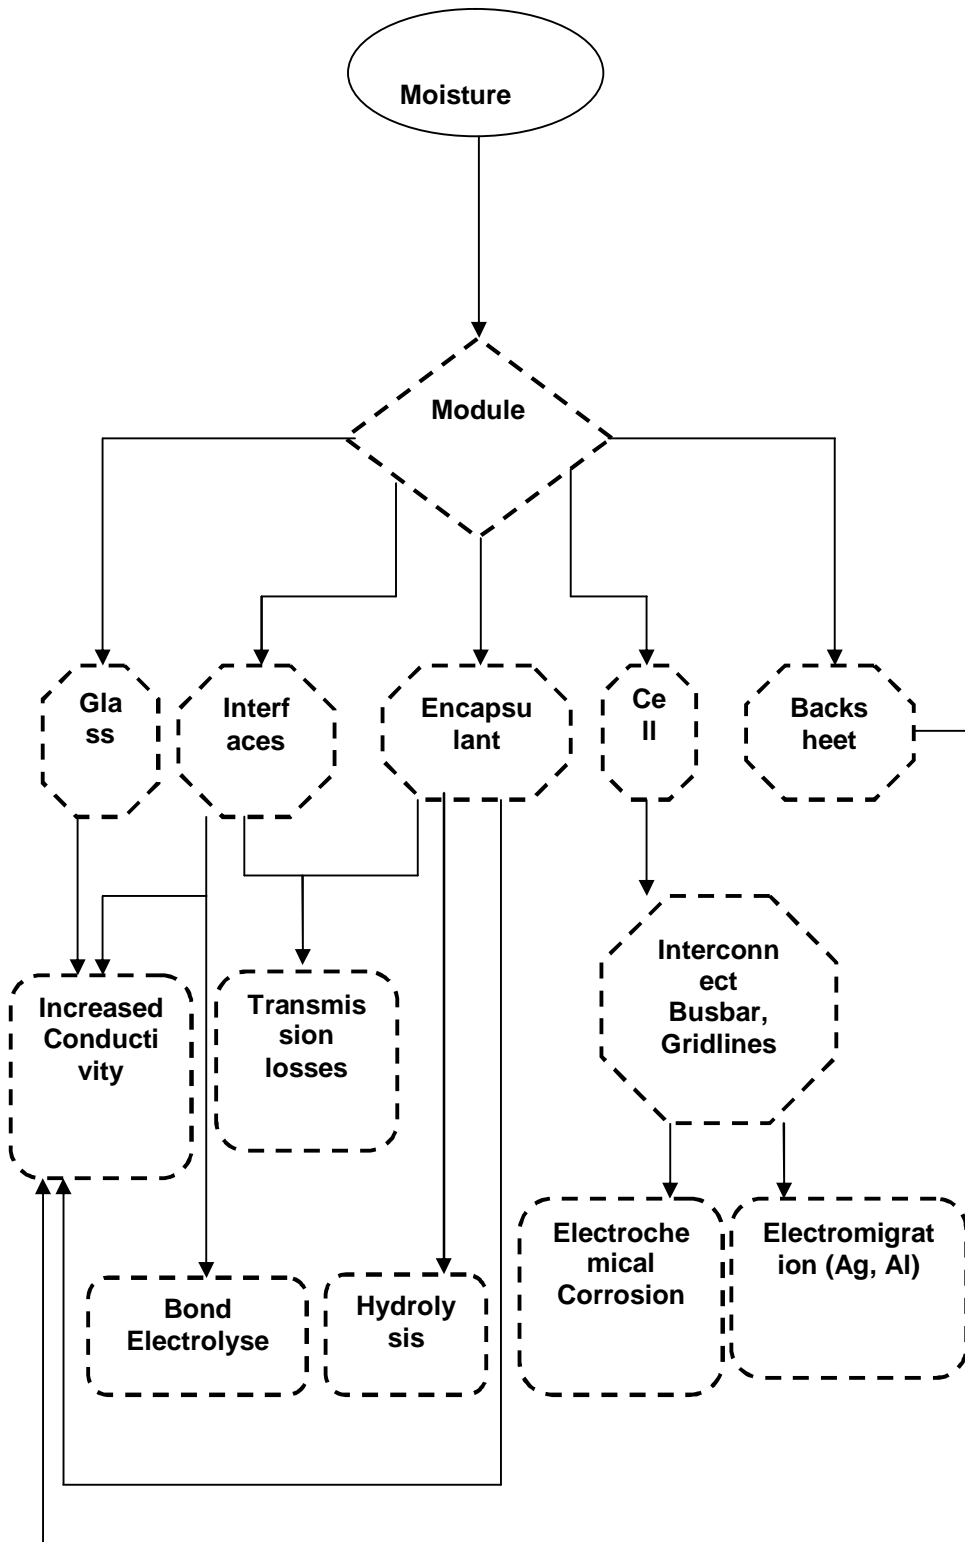 Moisture
Module
Gla
ss
Interf
aces
Encapsu
lant
Ce
ll
Backs
heet
Increased
Conducti
vity
Transmis
sion
losses
Interconn
ect
Busbar,
Gridlines
Bond
Electrolyse
Hydroly
sis
Electroche
mical
Corrosion
Electromigrat
ion (Ag, Al)